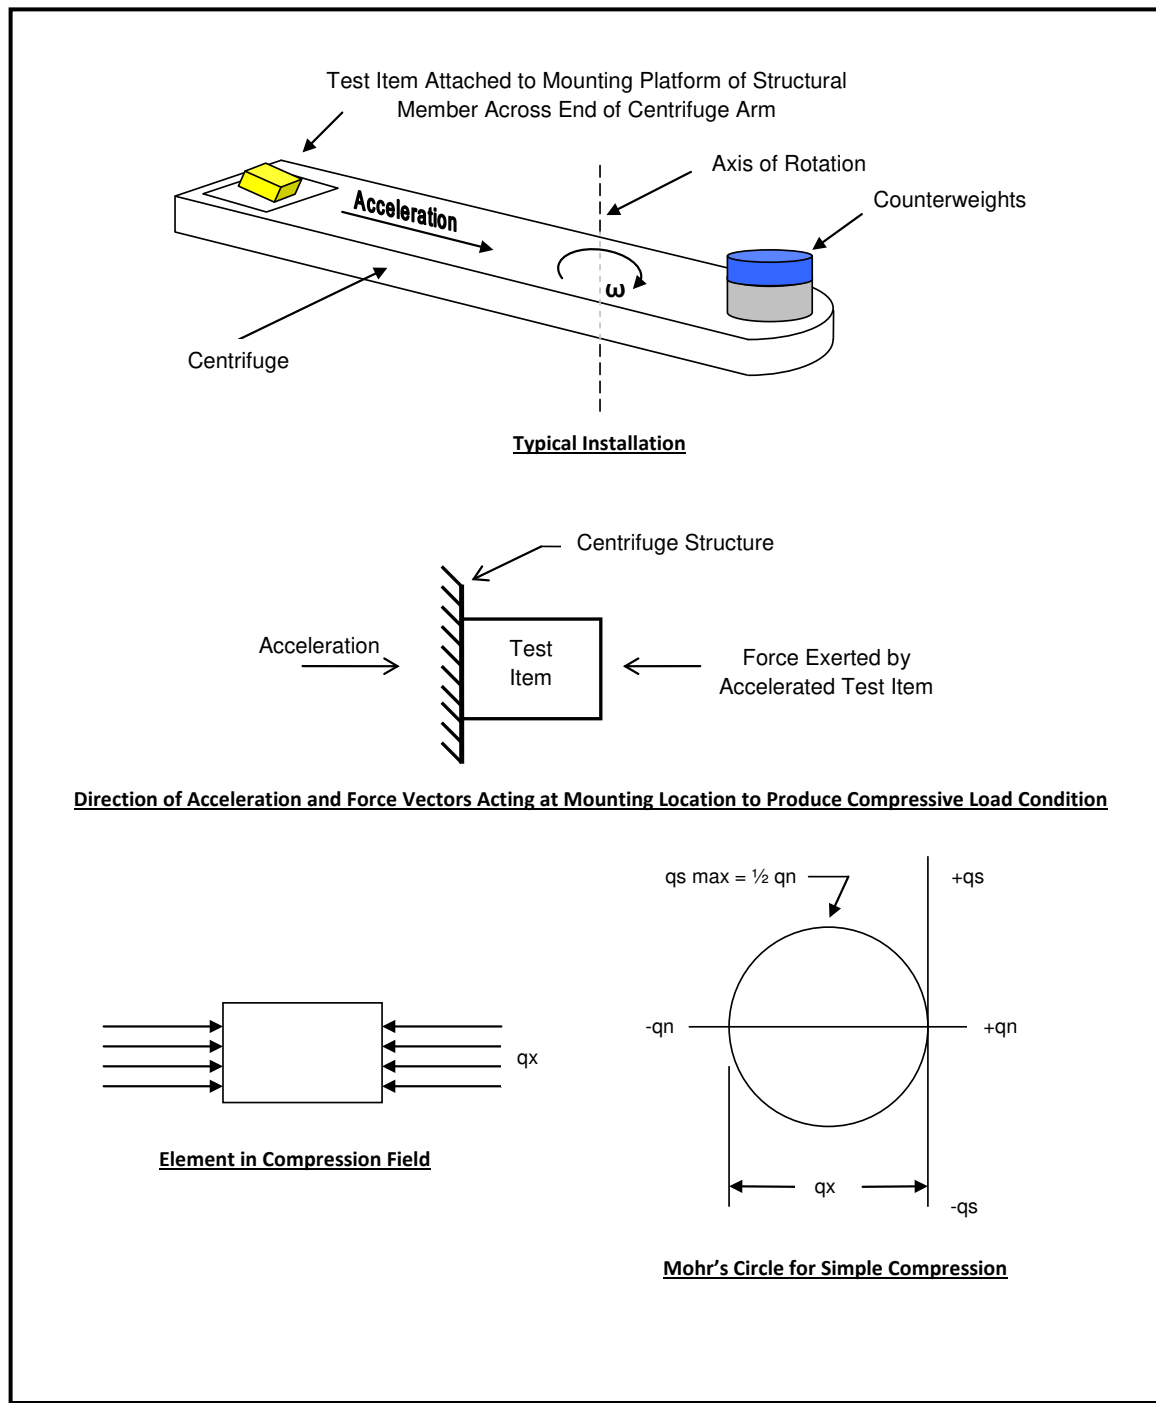 Test Item Attached to Mounting Platform of Structural
Member Across End of Centrifuge Arm
Axis of Rotation
Counterweights
Acceleration
ω
Centrifuge
Typical Installation
Centrifuge Structure
Acceleration
Test
Item
Force Exerted by
Accelerated Test Item
Direction of Acceleration and Force Vectors Acting at Mounting Location to Produce Compressive Load Condition
qs max = ½ qn
+qs
-qn
+qn
qx
Element in Compression Field
qx
-qs
Mohr’s Circle for Simple Compression